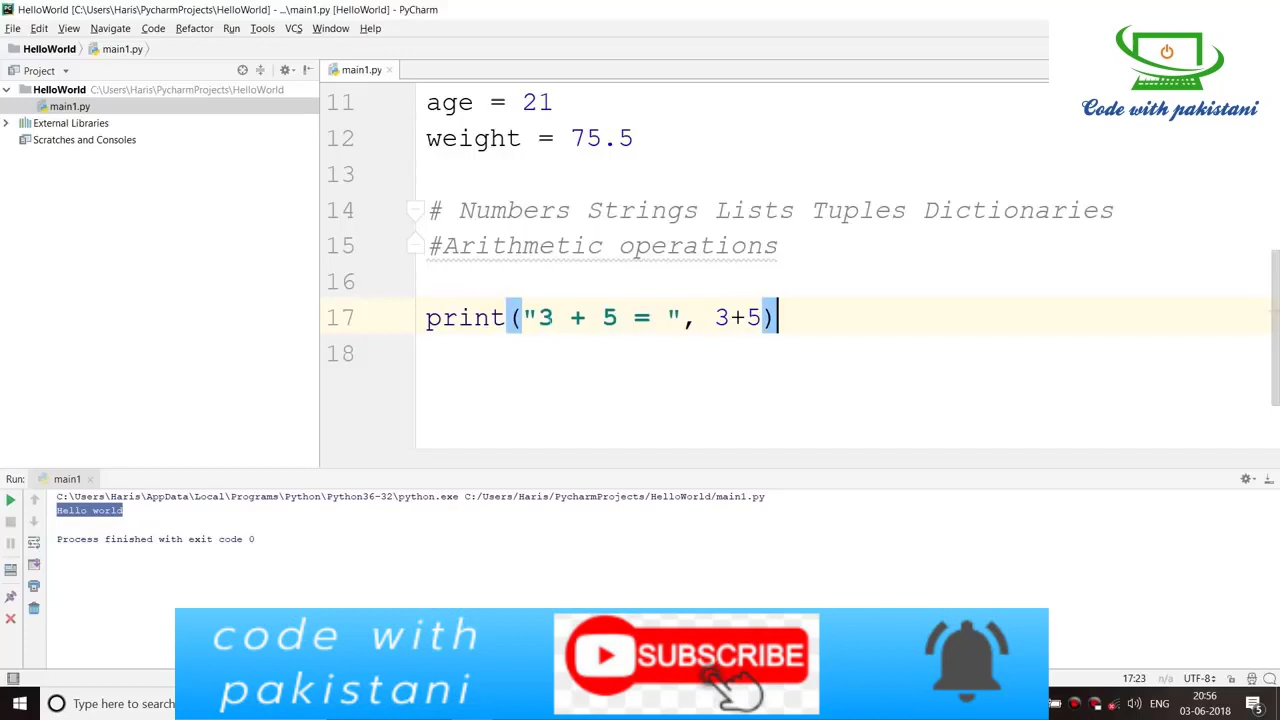 HelloWorld [C:\Users\Haris\PycharmProjects\HelloWorld] - ...\main1.py - PyCharm
File Edit View Navigate Code Refactor Run Tools VCS Window Help
HelloWorld main1.py
Project
main1.py
HelloWorld C:\Users\Haris\PycharmProjects\HelloWorld
main1.py
External Libraries
Scratches and Consoles
11 age = 21
12 weight = 75.5
13
14 # Numbers Strings Lists Tuples Dictionaries
15 #Arithmetic operations
16
17 print("3 + 5 = ", 3+5)
18
Code with pakistani
Run: main1
C:\Users\Haris\AppData\Local\Programs\Python\Python36-32\python.exe C:/Users/Haris/PycharmProjects/HelloWorld/main1.py
Hello world
Process finished with exit code 0
code with
pakistani
SUBSCRIBE
17:23 n/a UTF-8
Type here to search
20:56
03-06-2018
5